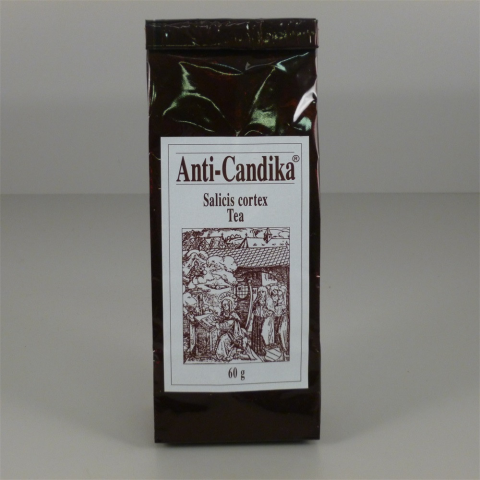 Anti-Candika®
Salicis cortex
Tea
60 g